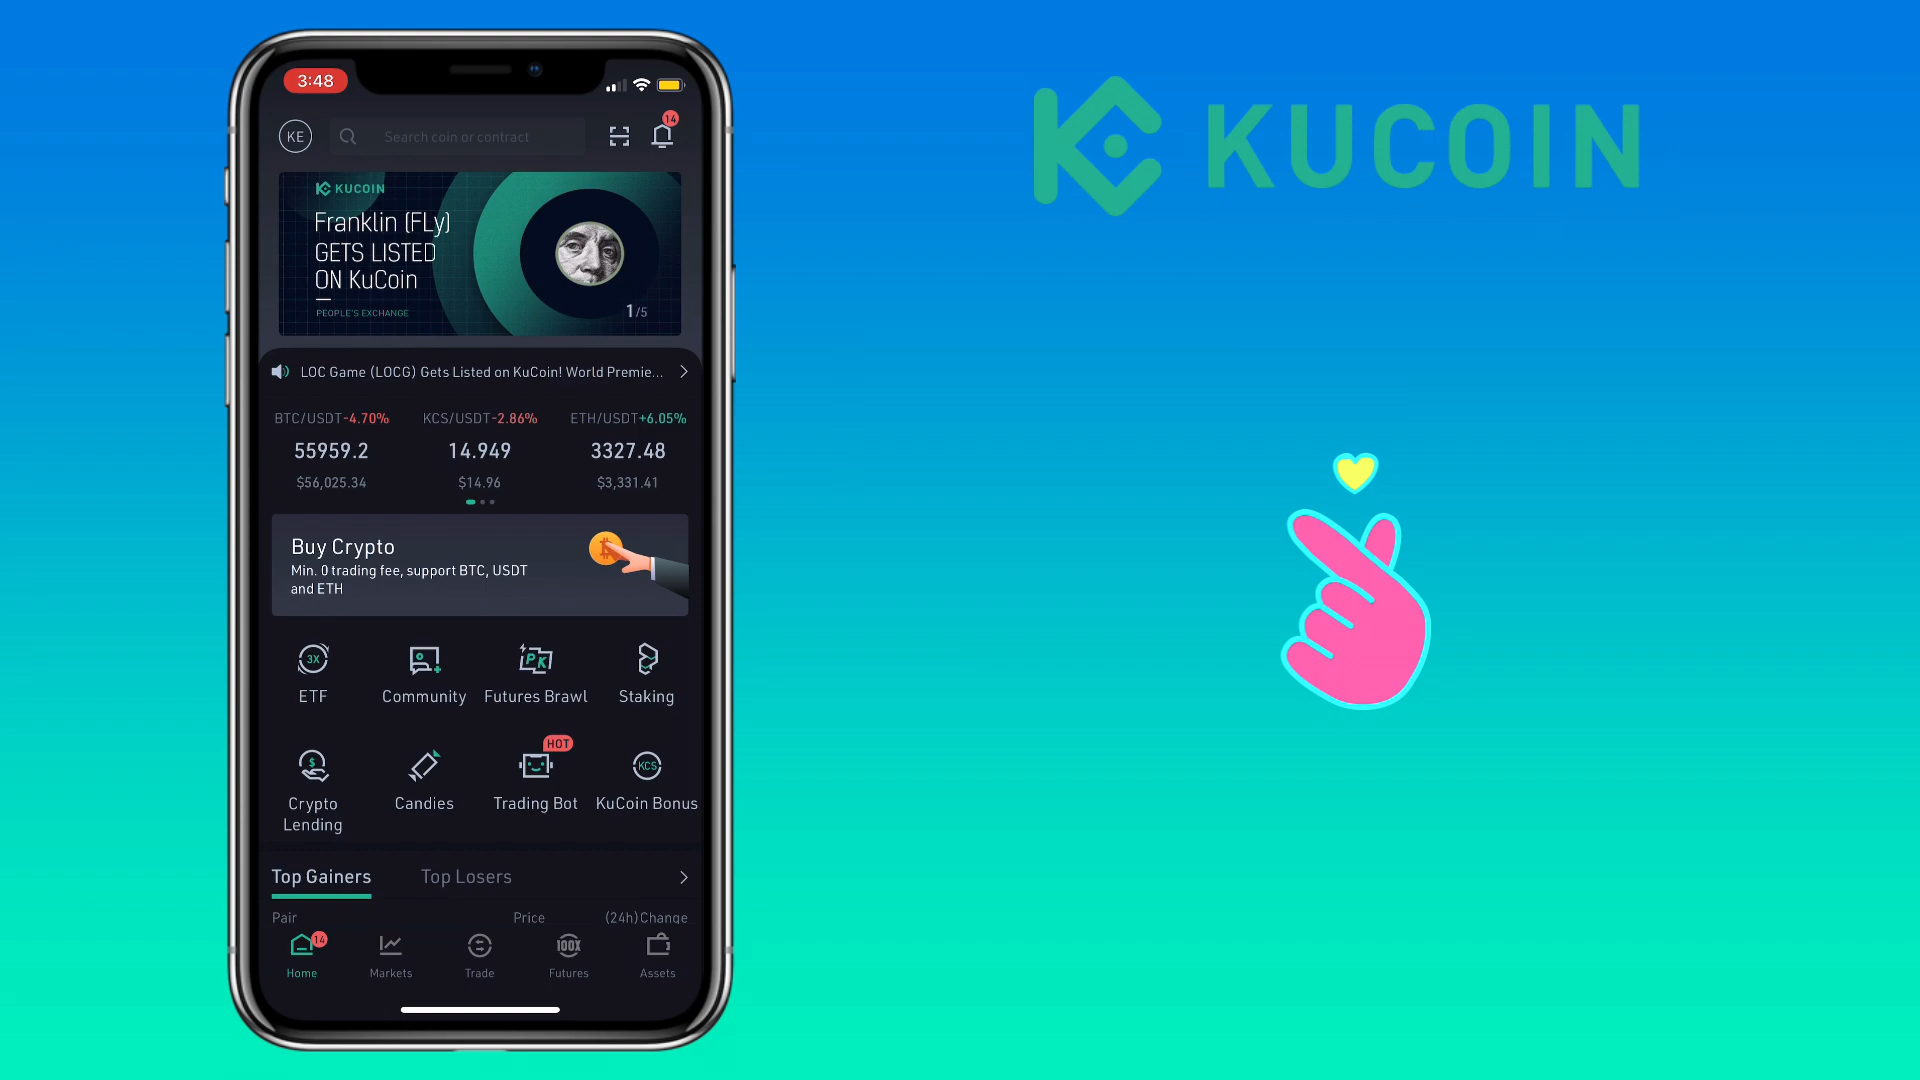 3:48
KE
Search coin or contract
14
KUCOIN
KUCOIN
Franklin (FLy)
GETS LISTED
ON KuCoin
PEOPLE'S EXCHANGE
1/5
LOC Game (LOCG) Gets Listed on KuCoin! World Premie...
BTC/USDT-4.70% KCS/USDT-2.86% ETH/USDT+6.05%
55959.2 14.949 3327.48
$56,025.34 $14.96 $3,331.41
Buy Crypto
Min. 0 trading fee, support BTC, USDT
and ETH
3X
PK
ETF Community Futures Brawl Staking
HOT
$
KCS
Crypto
Lending
Candies Trading Bot KuCoin Bonus
Top Gainers Top Losers
Pair Price (24h)Change
14
100X
Home Markets Trade Futures Assets